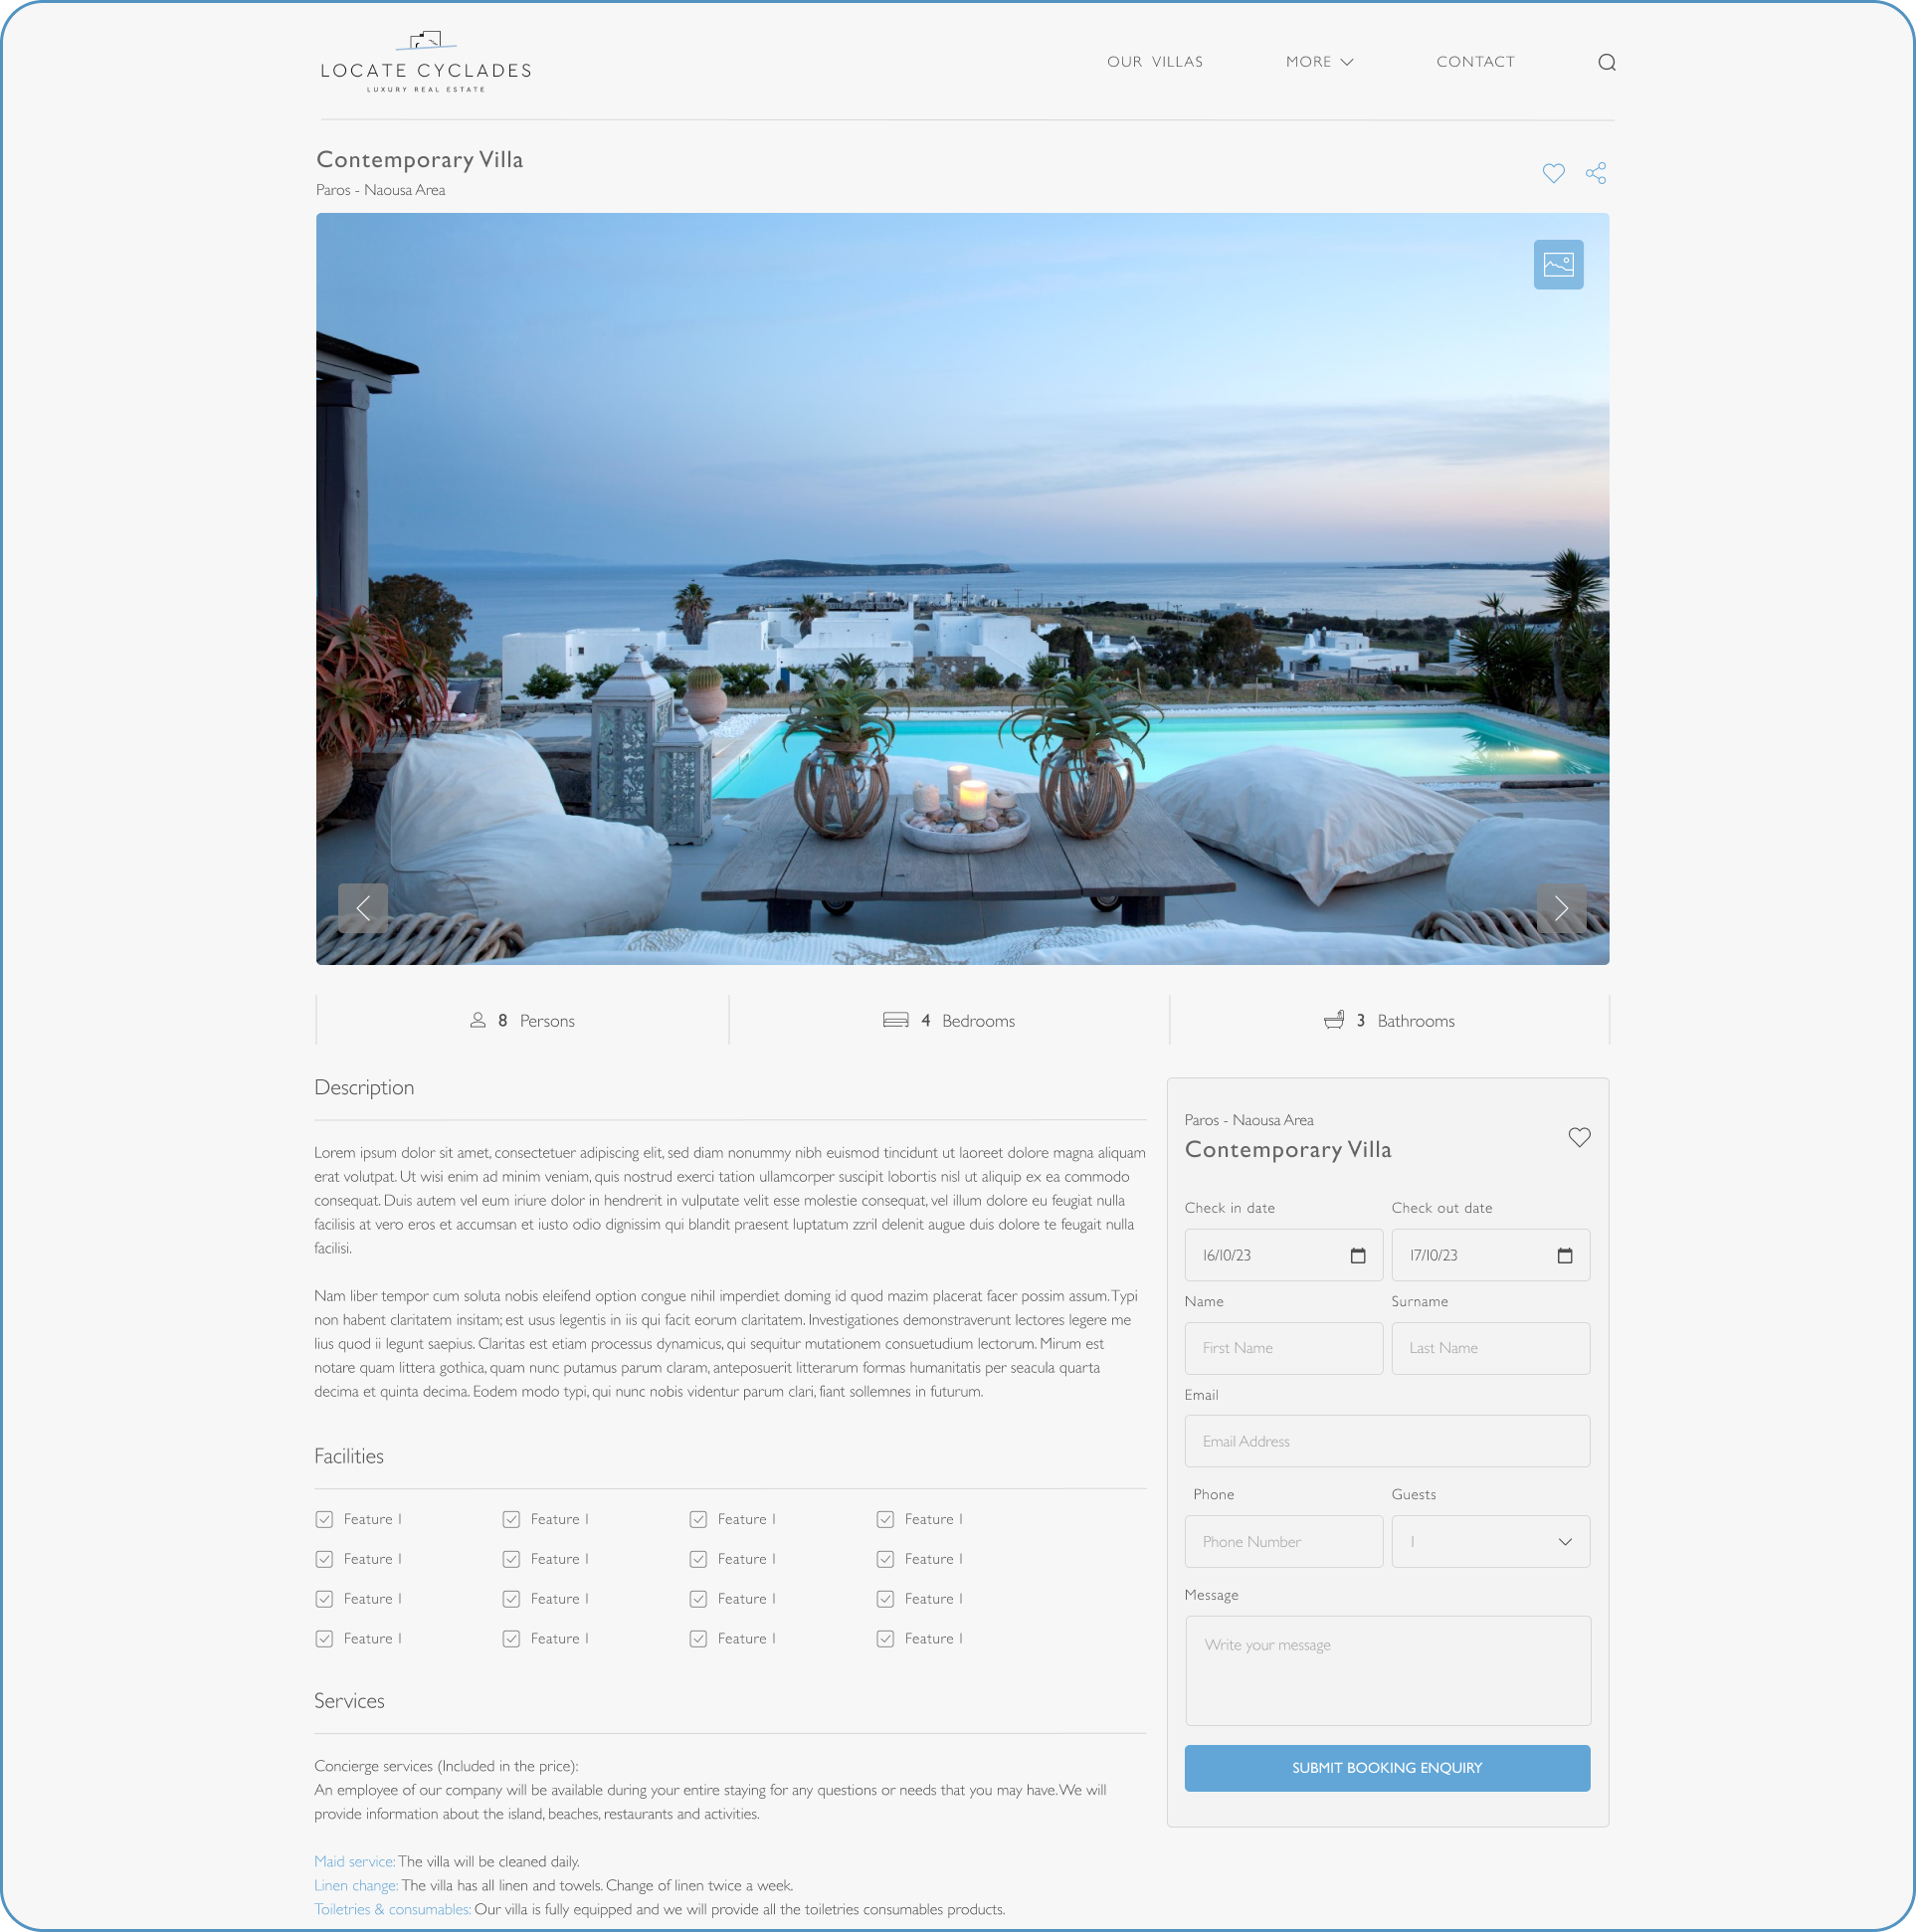 LOCATE CYCLADES
LUXURY REAL ESTATE
OUR VILLAS
MORE
CONTACT
Contemporary Villa
Paros - Naousa Area
8 Persons
4 Bedrooms
3 Bathrooms
Description
Lorem ipsum dolor sit amet, consectetuer adipiscing elit, sed diam nonummy nibh euismod tincidunt ut laoreet dolore magna aliquam
erat volutpat. Ut wisi enim ad minim veniam, quis nostrud exerci tation ullamcorper suscipit lobortis nisl ut aliquip ex ea commodo
consequat. Duis autem vel eum iriure dolor in hendrerit in vulputate velit esse molestie consequat, vel illum dolore eu feugiat nulla
facilisis at vero eros et accumsan et iusto odio dignissim qui blandit praesent luptatum zzril delenit augue duis dolore te feugait nulla
facilisi.
Nam liber tempor cum soluta nobis eleifend option congue nihil imperdiet doming id quod mazim placerat facer possim assum. Typi
non habent claritatem insitam; est usus legentis in iis qui facit eorum claritatem. Investigationes demonstraverunt lectores legere me
lius quod ii legunt saepius. Claritas est etiam processus dynamicus, qui sequitur mutationem consuetudium lectorum. Mirum est
notare quam littera gothica, quam nunc putamus parum claram, anteposuerit litterarum formas humanitatis per seacula quarta
decima et quinta decima. Eodem modo typi, qui nunc nobis videntur parum clari, fiant sollemnes in futurum.
Facilities
Feature 1 Feature 1 Feature 1 Feature 1
Feature 1 Feature 1 Feature 1 Feature 1
Feature 1 Feature 1 Feature 1 Feature 1
Feature 1 Feature 1 Feature 1 Feature 1
Services
Concierge services (Included in the price):
An employee of our company will be available during your entire staying for any questions or needs that you may have. We will
provide information about the island, beaches, restaurants and activities.
Maid service: The villa will be cleaned daily.
Linen change: The villa has all linen and towels. Change of linen twice a week.
Toiletries & consumables: Our villa is fully equipped and we will provide all the toiletries consumables products.
Paros - Naousa Area
Contemporary Villa
Check in date Check out date
16/10/23 17/10/23
Name Surname
First Name Last Name
Email
Email Address
Phone Guests
Phone Number 1
Message
Write your message
SUBMIT BOOKING ENQUIRY